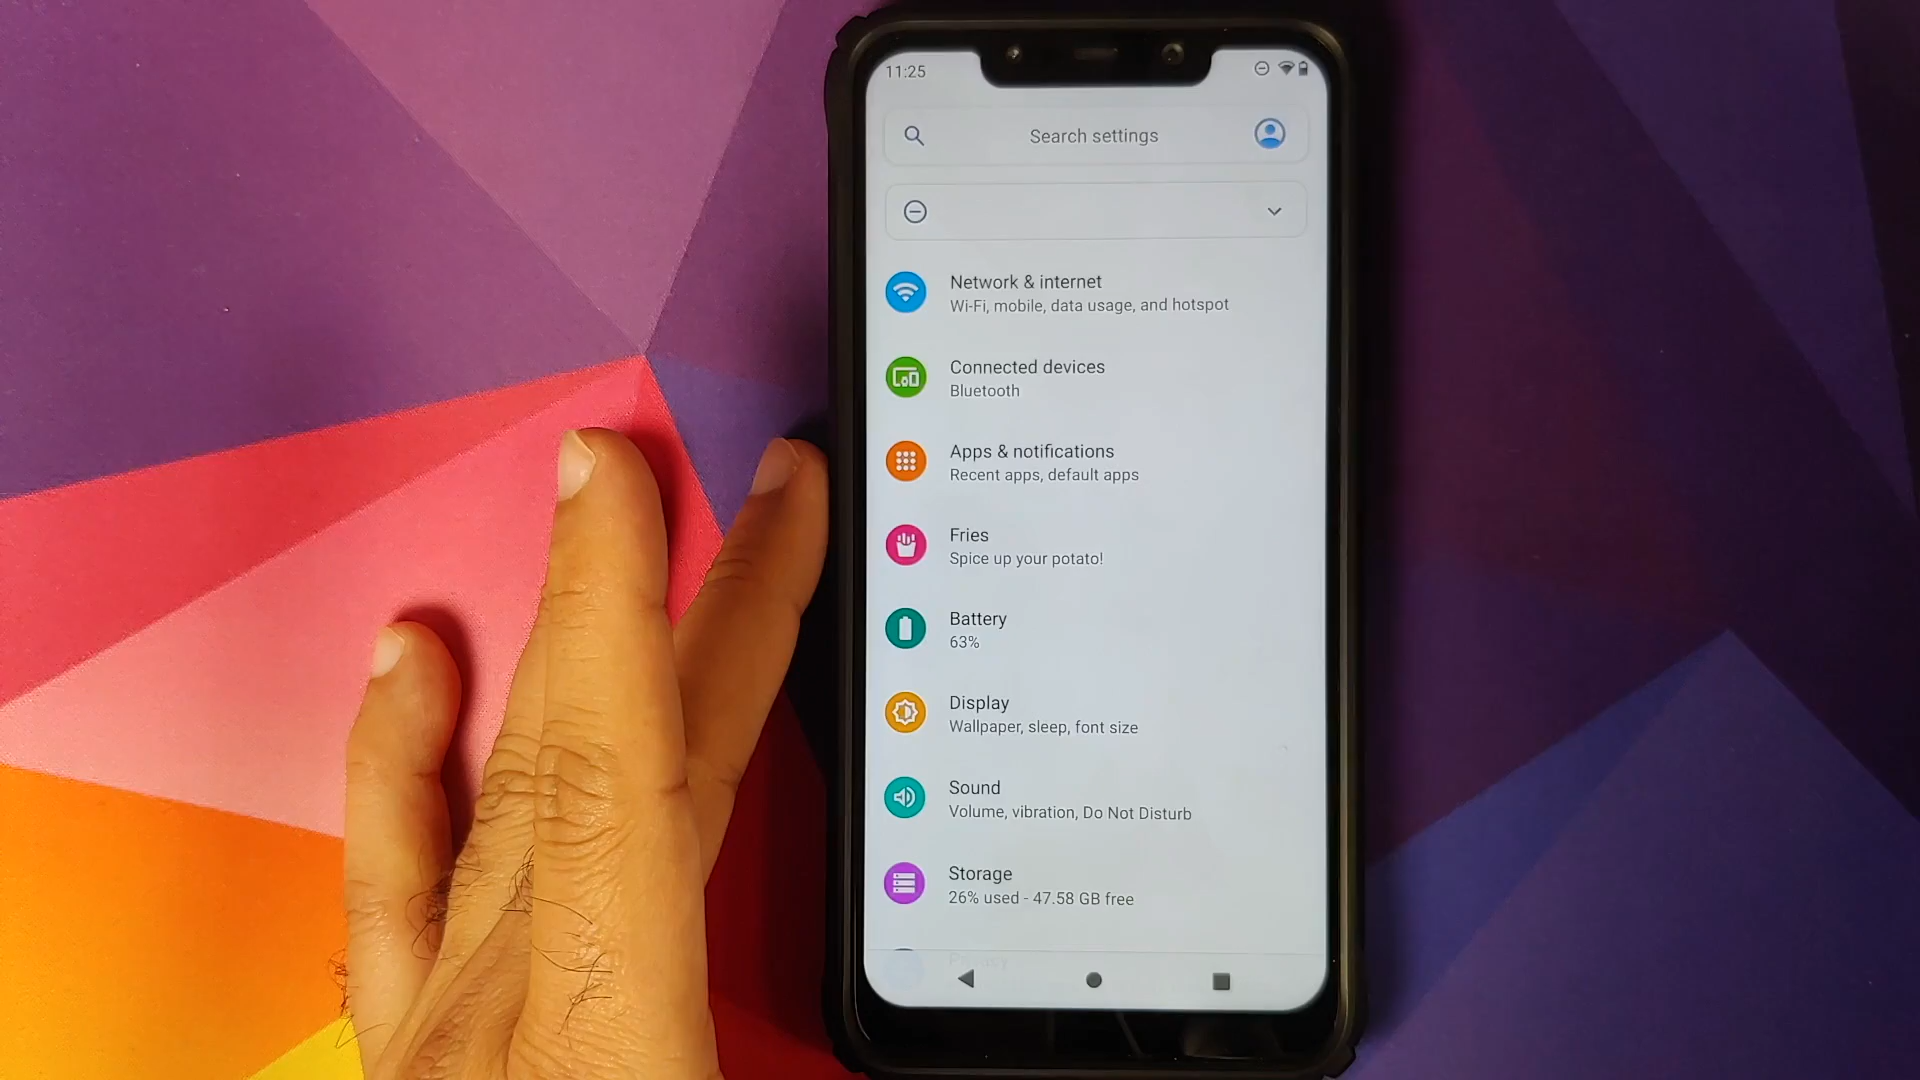 11:25
Search settings
Network & internet
Wi-Fi, mobile, data usage, and hotspot
Connected devices
Bluetooth
Apps & notifications
Recent apps, default apps
Fries
Spice up your potato!
Battery
63%
Display
Wallpaper, sleep, font size
Sound
Volume, vibration, Do Not Disturb
Storage
26% used - 47.58 GB free
Privacy